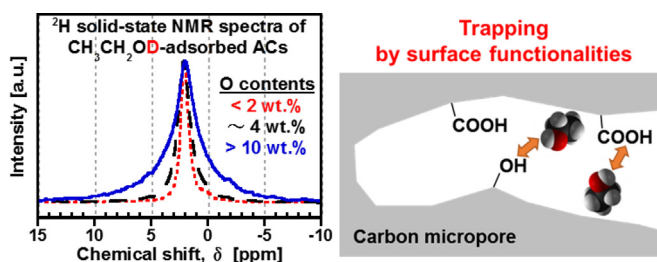 ²H solid-state NMR spectra of
CH₃CH₂OD-adsorbed ACs
O contents
< 2 wt.%
~ 4 wt.%
> 10 wt.%
Intensity [a.u.]
15 10 5 0 -5 -10
Chemical shift, δ [ppm]
Trapping
by surface functionalities
COOH
COOH
OH
Carbon micropore